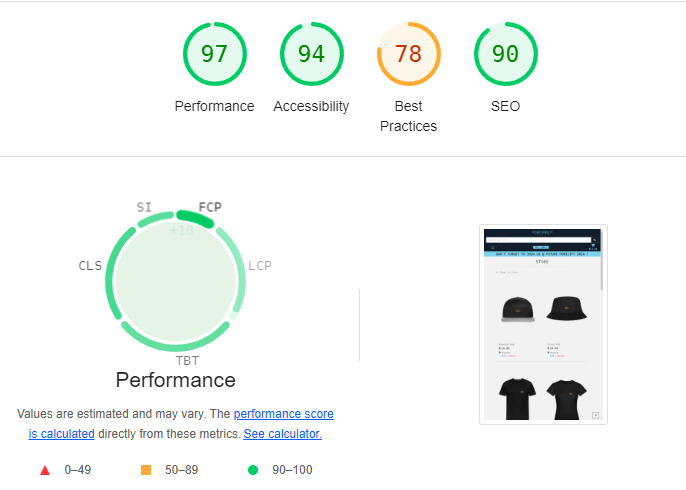 97
94
78
90
Performance
Accessibility
Best
Practices
SEO
SI
FCP
+10
CLS
LCP
TBT
Performance
Values are estimated and may vary. The performance score
is calculated directly from these metrics. See calculator.
0–49
50–89
90–100
STORE